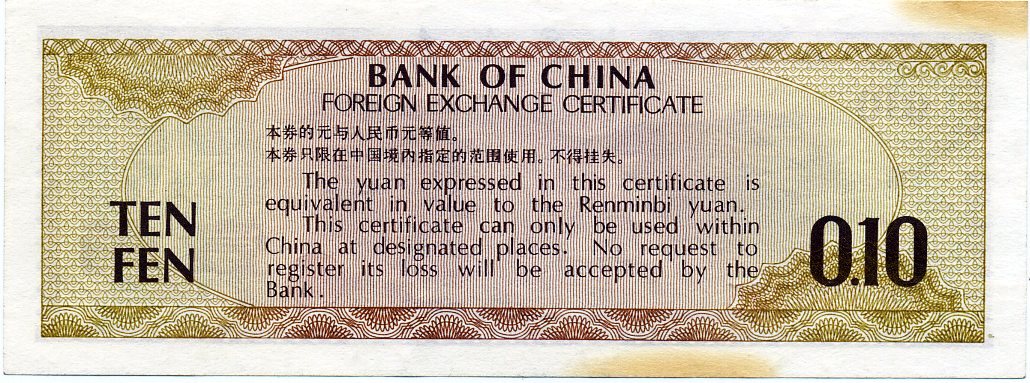 BANK OF CHINA
FOREIGN EXCHANGE CERTIFICATE
本券的元与人民币元等值。
本券只限在中国境内指定的范围使用。不得挂失。
The yuan expressed in this certificate is
equivalent in value to the Renminbi yuan.
This certificate can only be used within
China at designated places. No request to
register its loss will be accepted by the
Bank.
TEN
FEN
0.10